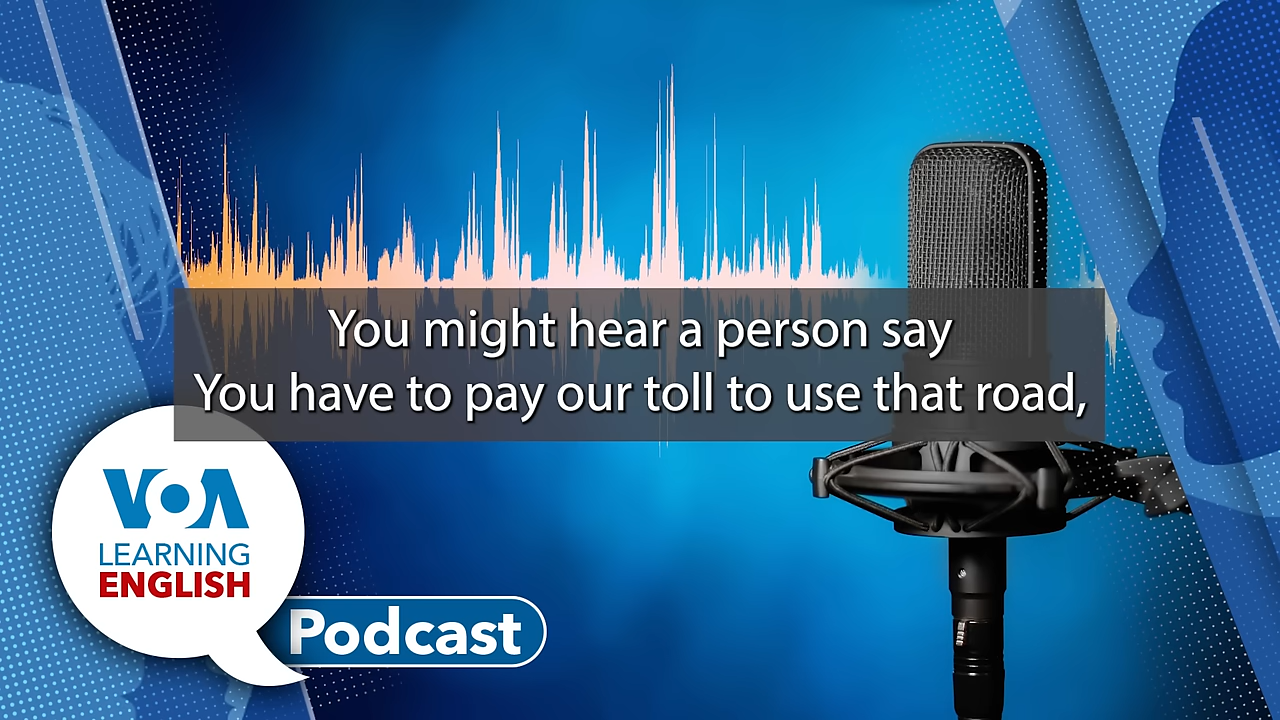 You might hear a person say
You have to pay our toll to use that road,
VOA
LEARNING
ENGLISH
Podcast